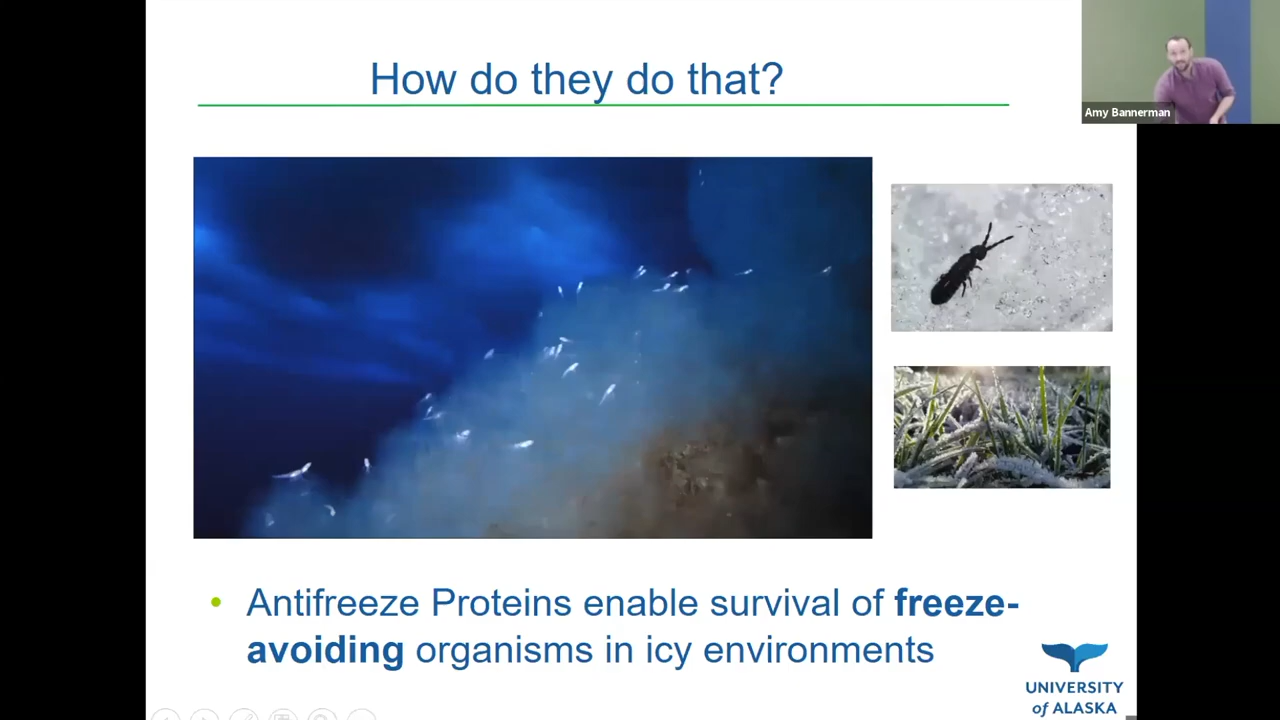 How do they do that?
Amy Bannerman
• Antifreeze Proteins enable survival of freeze-
avoiding organisms in icy environments
UNIVERSITY
of ALASKA